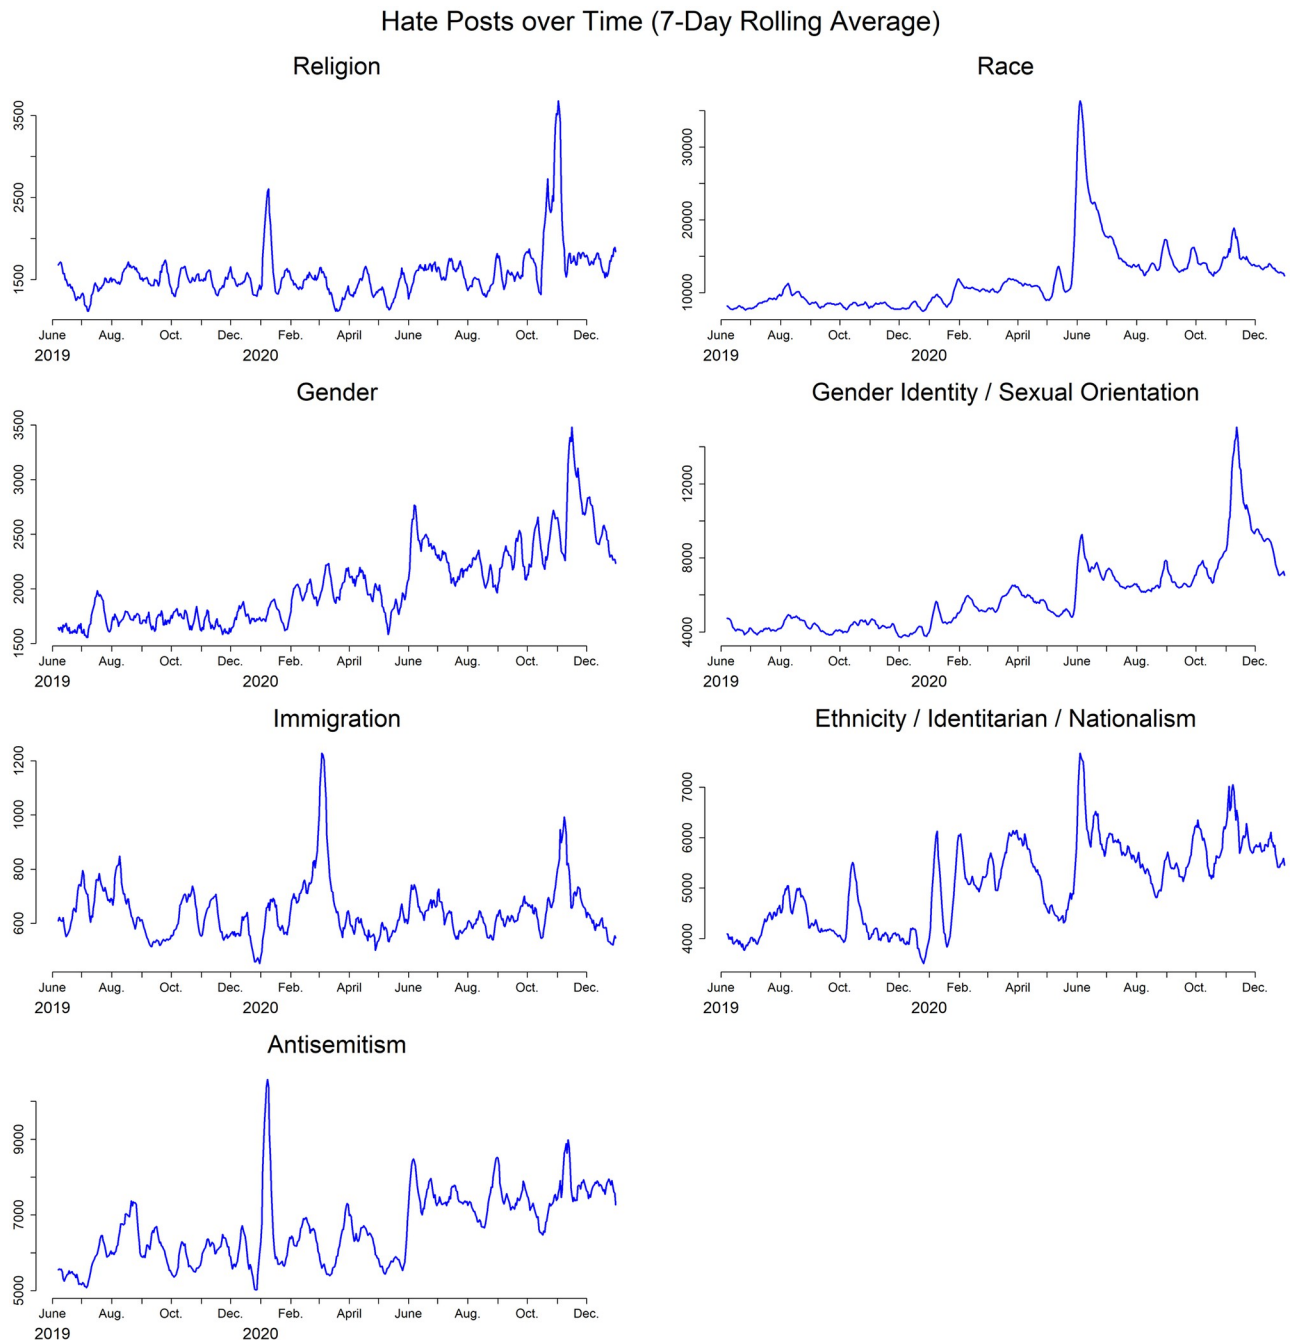 Hate Posts over Time (7-Day Rolling Average)
Religion
3500
2500
1500
June Aug. Oct. Dec. Feb. April June Aug. Oct. Dec.
2019 2020
Race
30000
20000
10000
June Aug. Oct. Dec. Feb. April June Aug. Oct. Dec.
2019 2020
Gender
3500
3000
2500
2000
1500
June Aug. Oct. Dec. Feb. April June Aug. Oct. Dec.
2019 2020
Gender Identity / Sexual Orientation
12000
8000
4000
June Aug. Oct. Dec. Feb. April June Aug. Oct. Dec.
2019 2020
Immigration
1200
1000
800
600
June Aug. Oct. Dec. Feb. April June Aug. Oct. Dec.
2019 2020
Ethnicity / Identitarian / Nationalism
7000
6000
5000
4000
June Aug. Oct. Dec. Feb. April June Aug. Oct. Dec.
2019 2020
Antisemitism
9000
7000
5000
June Aug. Oct. Dec. Feb. April June Aug. Oct. Dec.
2019 2020